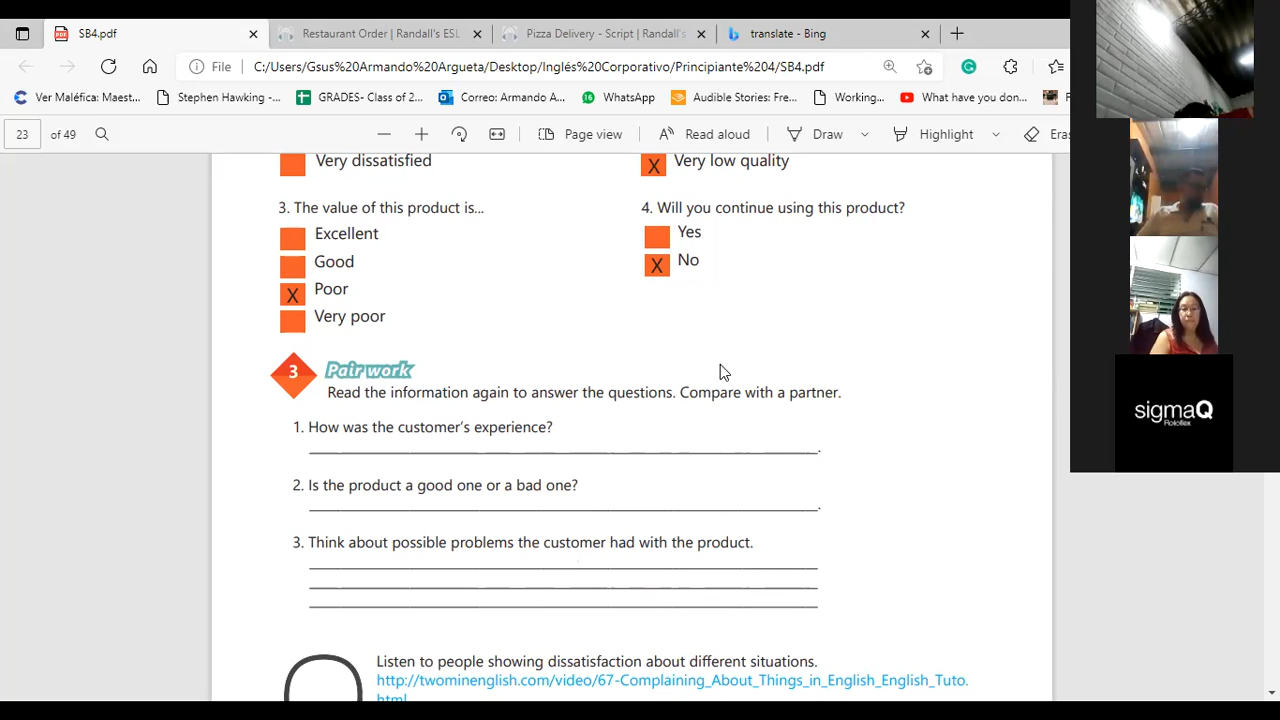 SB4.pdf
Restaurant Order | Randall's ESL
Pizza Delivery - Script | Randall's
translate - Bing
File
C:/Users/Gsus%20Armando%20Argueta/Desktop/Inglés%20Corporativo/Principiante%204/SB4.pdf
Ver Maléfica: Maest...
Stephen Hawking -...
GRADES- Class of 2...
Correo: Armando A...
16
WhatsApp
Audible Stories: Fre...
Working...
What have you don...
23
of 49
Page view
Read aloud
Draw
Highlight
Eras
Very dissatisfied
X Very low quality
3. The value of this product is...
4. Will you continue using this product?
Excellent
Yes
Good
X No
X Poor
Very poor
3 Pair work
Read the information again to answer the questions. Compare with a partner.
1. How was the customer's experience?
2. Is the product a good one or a bad one?
3. Think about possible problems the customer had with the product.
Listen to people showing dissatisfaction about different situations.
http://twominenglish.com/video/67-Complaining_About_Things_in_English_English_Tuto.
html
sigmaQ
Roloflex